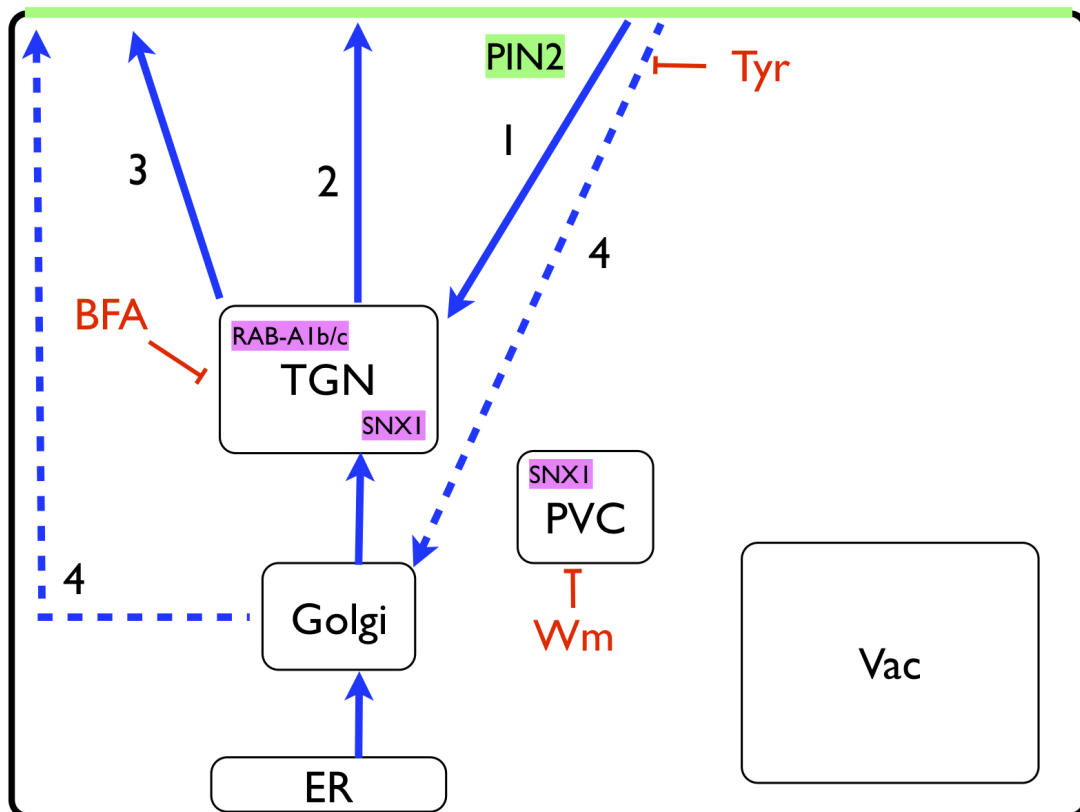 PIN2
Tyr
1
3
2
4
BFA
RAB-A1b/c
TGN
SNX1
SNX1
PVC
4
Golgi
Wm
Vac
ER